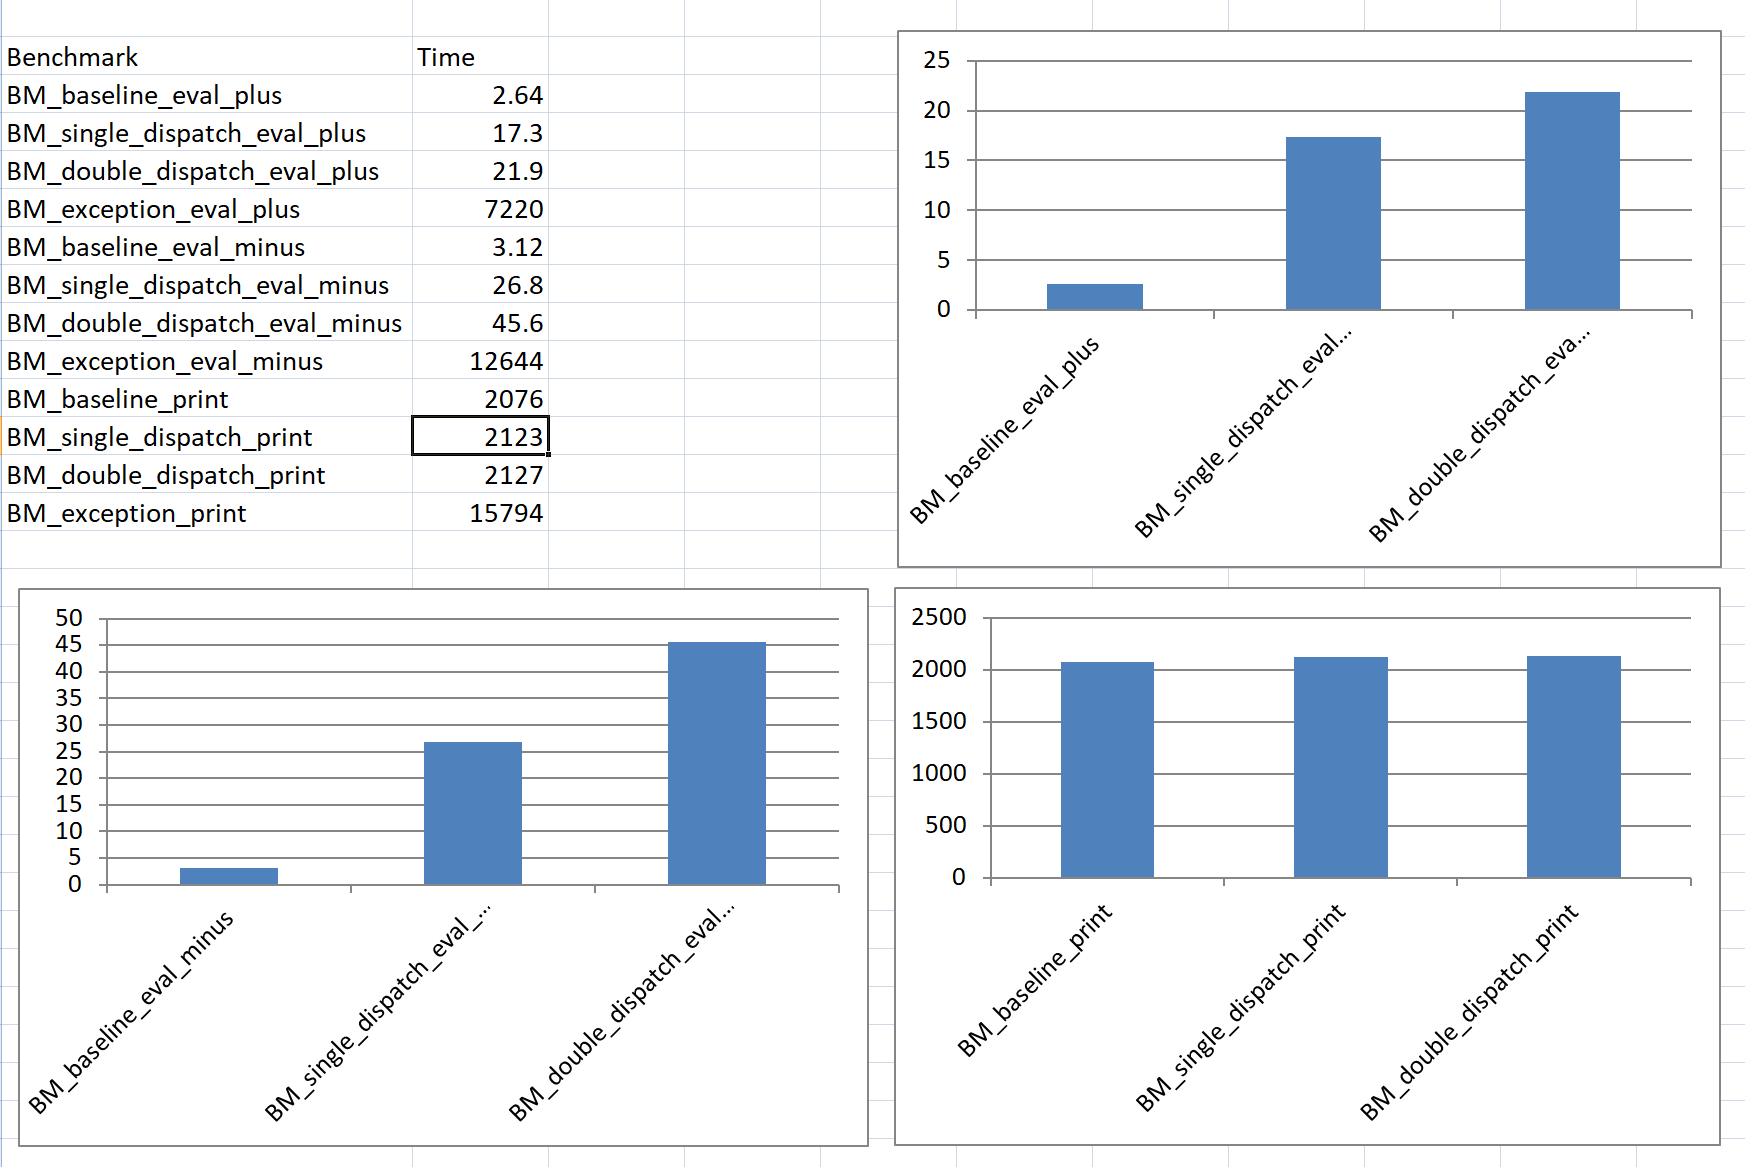 Benchmark Time
BM_baseline_eval_plus 2.64
BM_single_dispatch_eval_plus 17.3
BM_double_dispatch_eval_plus 21.9
BM_exception_eval_plus 7220
BM_baseline_eval_minus 3.12
BM_single_dispatch_eval_minus 26.8
BM_double_dispatch_eval_minus 45.6
BM_exception_eval_minus 12644
BM_baseline_print 2076
BM_single_dispatch_print 2123
BM_double_dispatch_print 2127
BM_exception_print 15794
25
20
15
10
5
0
BM_baseline_eval_plus
BM_single_dispatch_eval...
BM_double_dispatch_eva...
50
45
40
35
30
25
20
15
10
5
0
BM_baseline_eval_minus
BM_single_dispatch_eval_...
BM_double_dispatch_eval...
2500
2000
1500
1000
500
0
BM_baseline_print
BM_single_dispatch_print
BM_double_dispatch_print